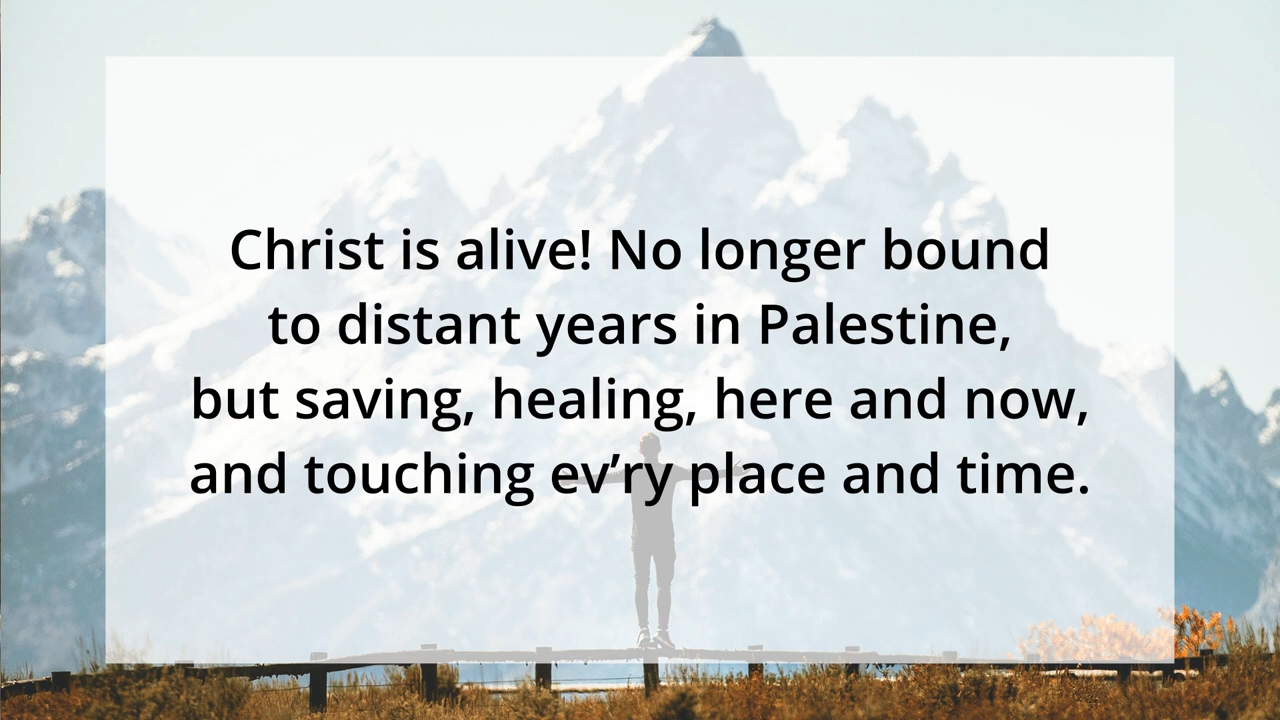 Christ is alive! No longer bound
to distant years in Palestine,
but saving, healing, here and now,
and touching ev’ry place and time.